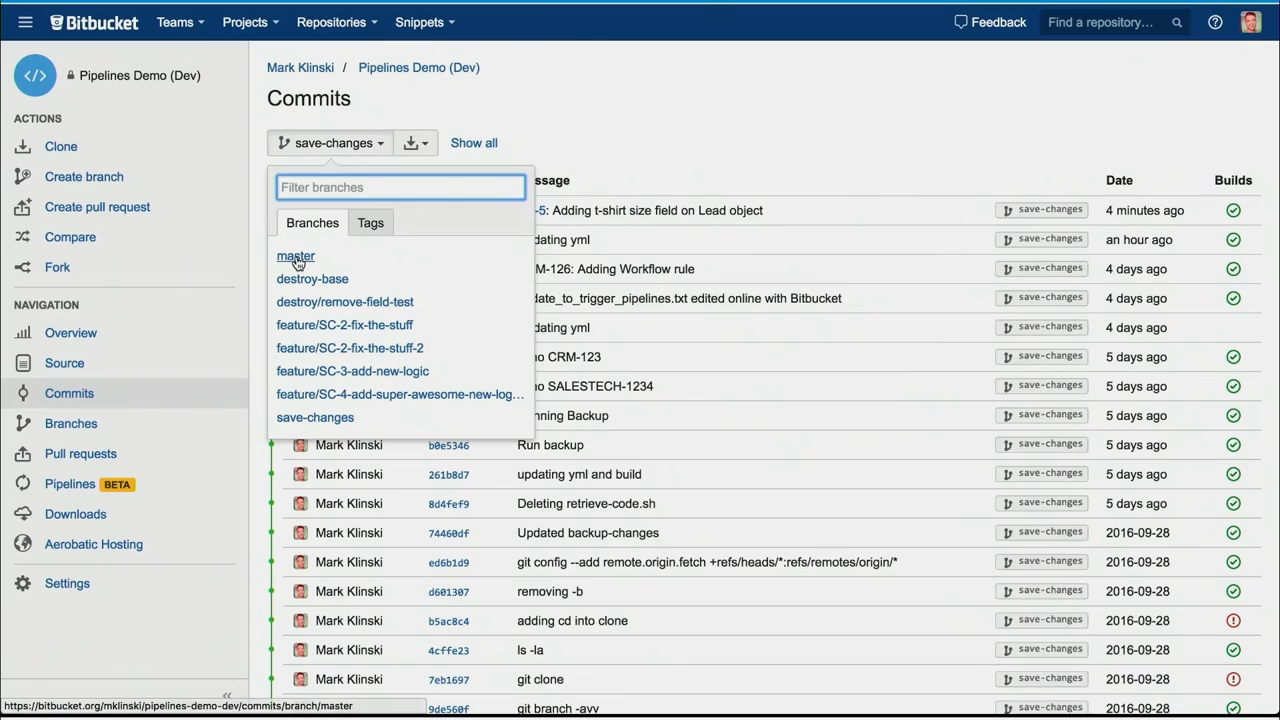 Bitbucket Teams Projects Repositories Snippets Feedback Find a repository...
Pipelines Demo (Dev)
ACTIONS
Clone
Create branch
Create pull request
Compare
Fork
NAVIGATION
Overview
Source
Commits
Branches
Pull requests
Pipelines BETA
Downloads
Aerobatic Hosting
Settings
Mark Klinski / Pipelines Demo (Dev)
Commits
save-changes Show all
Filter branches
Branches Tags
master
destroy-base
destroy/remove-field-test
feature/SC-2-fix-the-stuff
feature/SC-2-fix-the-stuff-2
feature/SC-3-add-new-logic
feature/SC-4-add-super-awesome-new-log...
save-changes
ssage Date Builds
-5: Adding t-shirt size field on Lead object save-changes 4 minutes ago
dating yml save-changes an hour ago
M-126: Adding Workflow rule save-changes 4 days ago
date_to_trigger_pipelines.txt edited online with Bitbucket save-changes 4 days ago
dating yml save-changes 4 days ago
no CRM-123 save-changes 5 days ago
no SALESTECH-1234 save-changes 5 days ago
nning Backup save-changes 5 days ago
Mark Klinski b0e5346 Run backup save-changes 5 days ago
Mark Klinski 261b8d7 updating yml and build save-changes 5 days ago
Mark Klinski 8d4fef9 Deleting retrieve-code.sh save-changes 5 days ago
Mark Klinski 74460df Updated backup-changes save-changes 2016-09-28
Mark Klinski ed6b1d9 git config --add remote.origin.fetch +refs/heads/*:refs/remotes/origin/* save-changes 2016-09-28
Mark Klinski d601307 removing -b save-changes 2016-09-28
Mark Klinski b5ac8c4 adding cd into clone save-changes 2016-09-28
Mark Klinski 4cffe23 ls -la save-changes 2016-09-28
Mark Klinski 7eb1697 git clone save-changes 2016-09-28
9de560f git branch -avv save-changes 2016-09-28
https://bitbucket.org/mklinski/pipelines-demo-dev/commits/branch/master